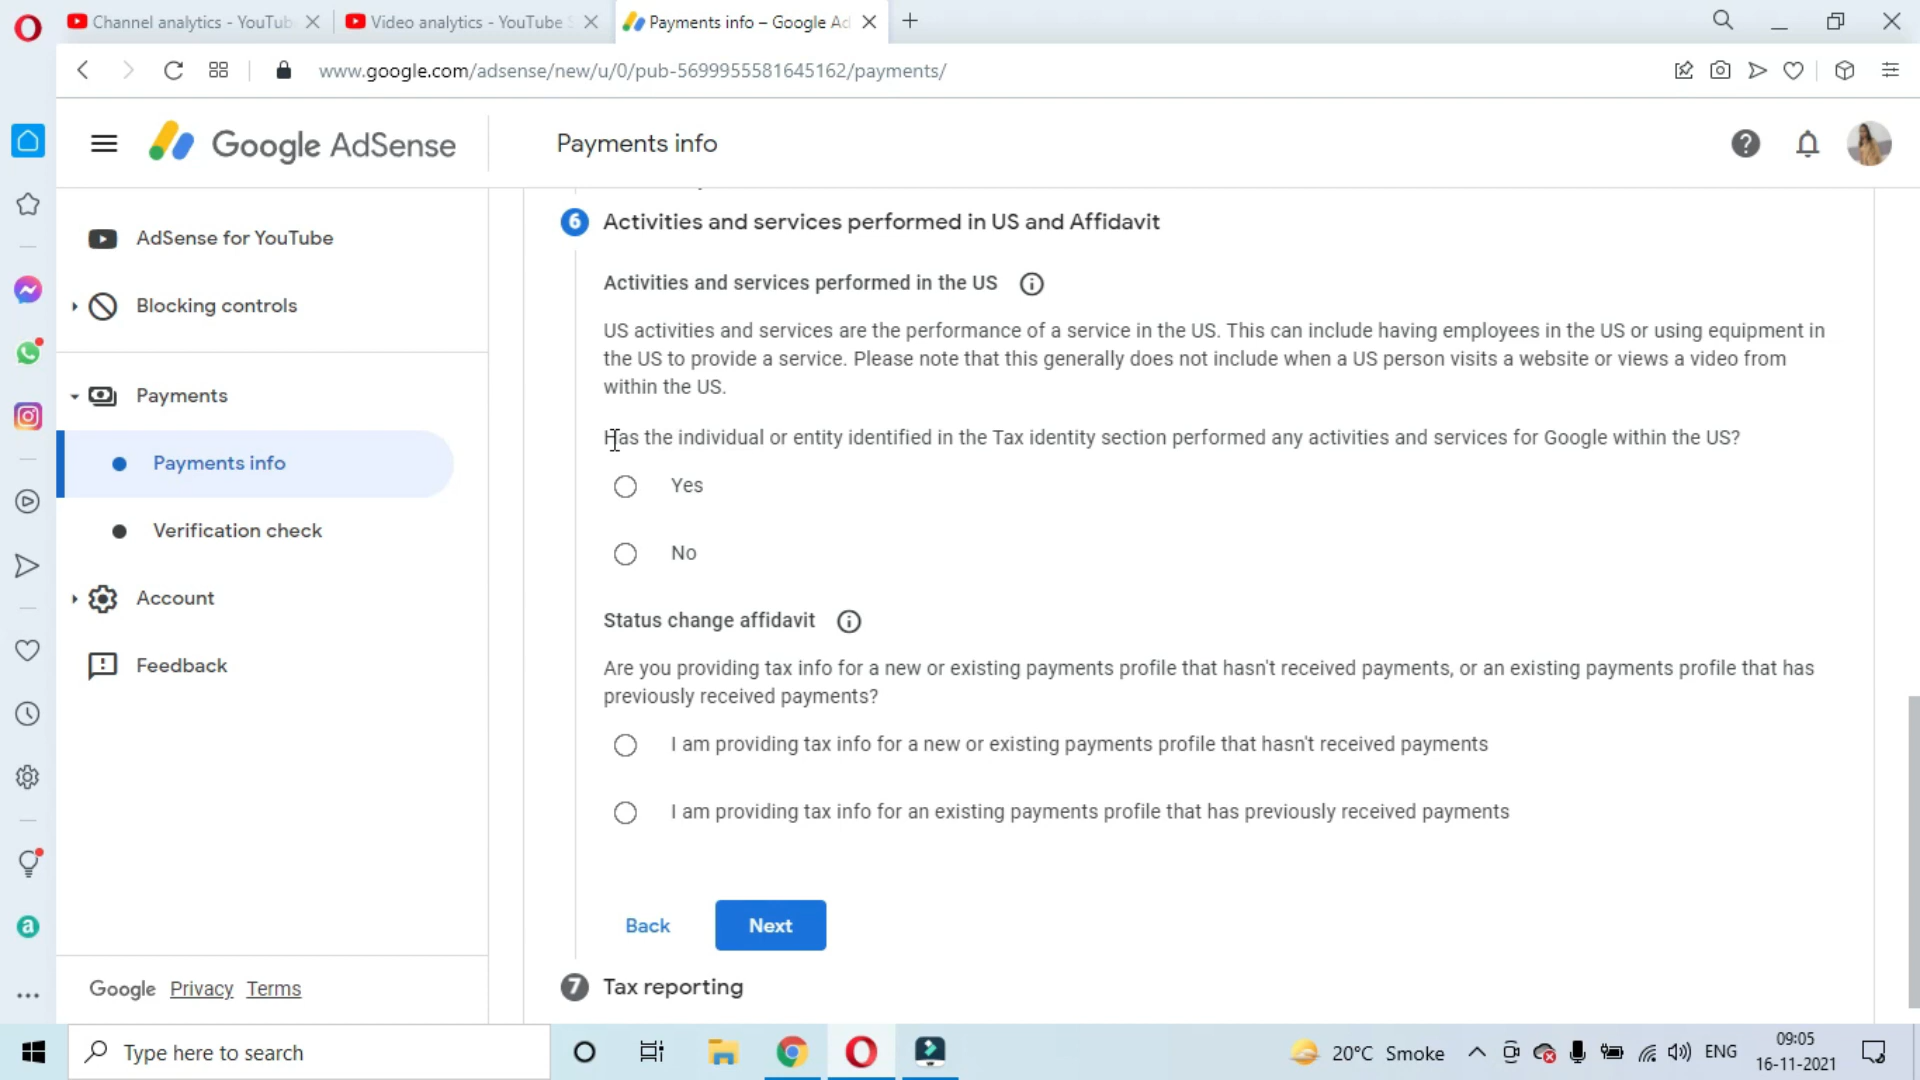 Channel analytics - YouTub
Video analytics - YouTube S
Payments info – Google Ad
www.google.com/adsense/new/u/0/pub-5699955581645162/payments/
Google AdSense
Payments info
AdSense for YouTube
Blocking controls
Payments
Payments info
Verification check
Account
Feedback
Google Privacy Terms
6 Activities and services performed in US and Affidavit
Activities and services performed in the US
US activities and services are the performance of a service in the US. This can include having employees in the US or using equipment in
the US to provide a service. Please note that this generally does not include when a US person visits a website or views a video from
within the US.
Has the individual or entity identified in the Tax identity section performed any activities and services for Google within the US?
Yes
No
Status change affidavit
Are you providing tax info for a new or existing payments profile that hasn't received payments, or an existing payments profile that has
previously received payments?
I am providing tax info for a new or existing payments profile that hasn't received payments
I am providing tax info for an existing payments profile that has previously received payments
Back Next
7 Tax reporting
Type here to search
20°C Smoke
ENG
09:05
16-11-2021